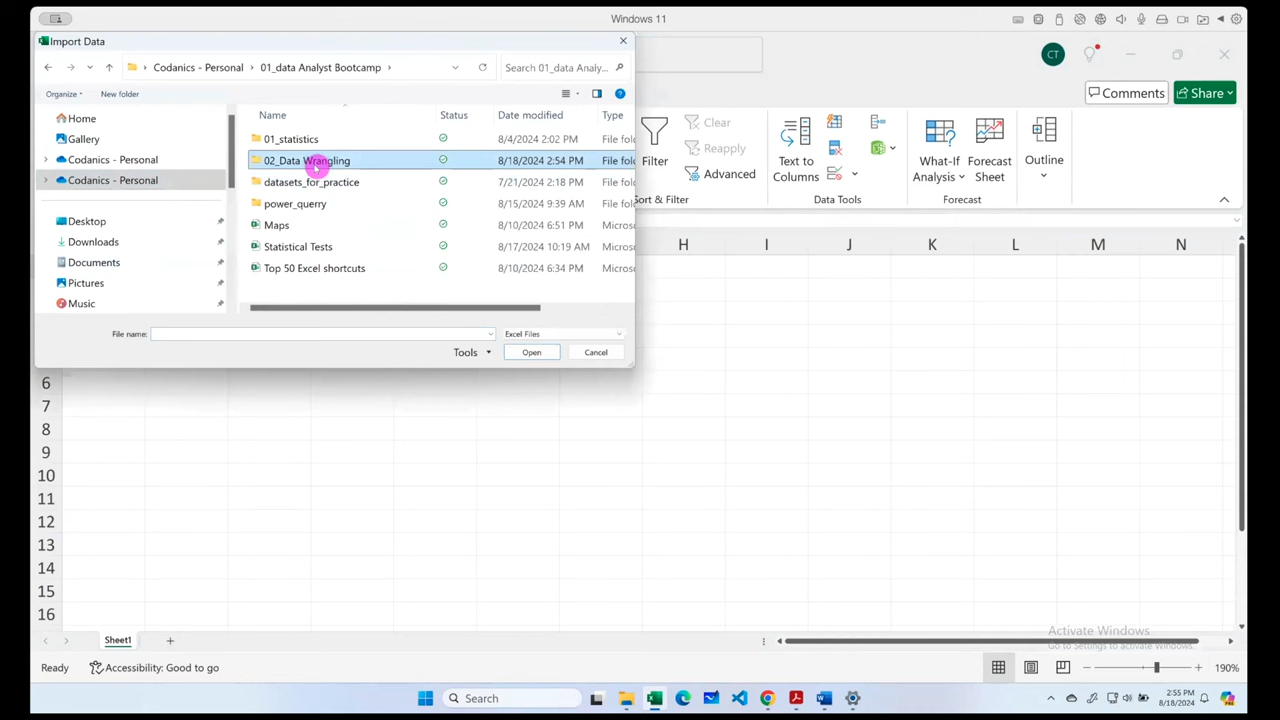 Windows 11
Import Data
Codanics - Personal > 01_data Analyst Bootcamp >
Search 01_data Analy...
CT
Comments
Share
Organize
New folder
Name
Status
Date modified
Type
Home
Gallery
Codanics - Personal
Codanics - Personal
Desktop
Downloads
Documents
Pictures
Music
01_statistics 8/4/2024 2:02 PM File fol
02_Data Wrangling 8/18/2024 2:54 PM File fol
datasets_for_practice 7/21/2024 2:18 PM File fol
power_querry 8/15/2024 9:39 AM File fol
Maps 8/10/2024 6:51 PM Micros
Statistical Tests 8/17/2024 10:19 AM Micros
Top 50 Excel shortcuts 8/10/2024 6:34 PM Micros
File name:
Excel Files
Tools
Open
Cancel
Filter
Clear
Reapply
Advanced
Sort & Filter
Text to
Columns
Data Tools
What-If
Analysis
Forecast
Sheet
Forecast
Outline
H I J K L M N
6
7
8
9
10
11
12
13
14
15
16
Sheet1
Activate Windows
Go to Settings to activate Windows.
Ready
Accessibility: Good to go
190%
Search
2:55 PM
8/18/2024